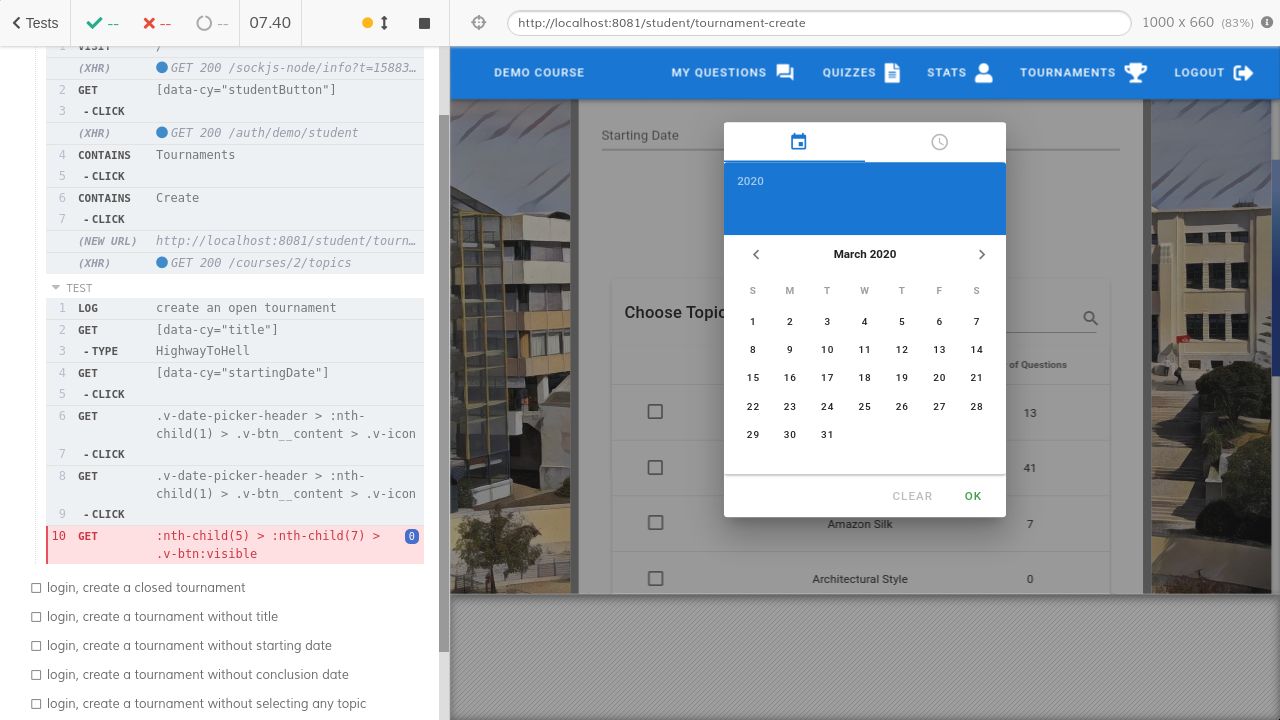 Tests
--
--
--
07.40
http://localhost:8081/student/tournament-create
1000 x 660 (83%)
1 VISIT /
(XHR) GET 200 /sockjs-node/info?t=15883…
2 GET [data-cy="studentButton"]
3 -CLICK
(XHR) GET 200 /auth/demo/student
4 CONTAINS Tournaments
5 -CLICK
6 CONTAINS Create
7 -CLICK
(NEW URL) http://localhost:8081/student/tourn…
(XHR) GET 200 /courses/2/topics
TEST
1 LOG create an open tournament
2 GET [data-cy="title"]
3 -TYPE HighwayToHell
4 GET [data-cy="startingDate"]
5 -CLICK
6 GET .v-date-picker-header > :nth-
child(1) > .v-btn__content > .v-icon
7 -CLICK
8 GET .v-date-picker-header > :nth-
child(1) > .v-btn__content > .v-icon
9 -CLICK
10 GET :nth-child(5) > :nth-child(7) > 0
.v-btn:visible
login, create a closed tournament
login, create a tournament without title
login, create a tournament without starting date
login, create a tournament without conclusion date
login, create a tournament without selecting any topic
DEMO COURSE
MY QUESTIONS
QUIZZES
STATS
TOURNAMENTS
LOGOUT
Starting Date
2020
March 2020
S M T W T F S
1 2 3 4 5 6 7
8 9 10 11 12 13 14
15 16 17 18 19 20 21
22 23 24 25 26 27 28
29 30 31
CLEAR
OK
Choose Topic
of Questions
13
41
Amazon Silk 7
Architectural Style 0